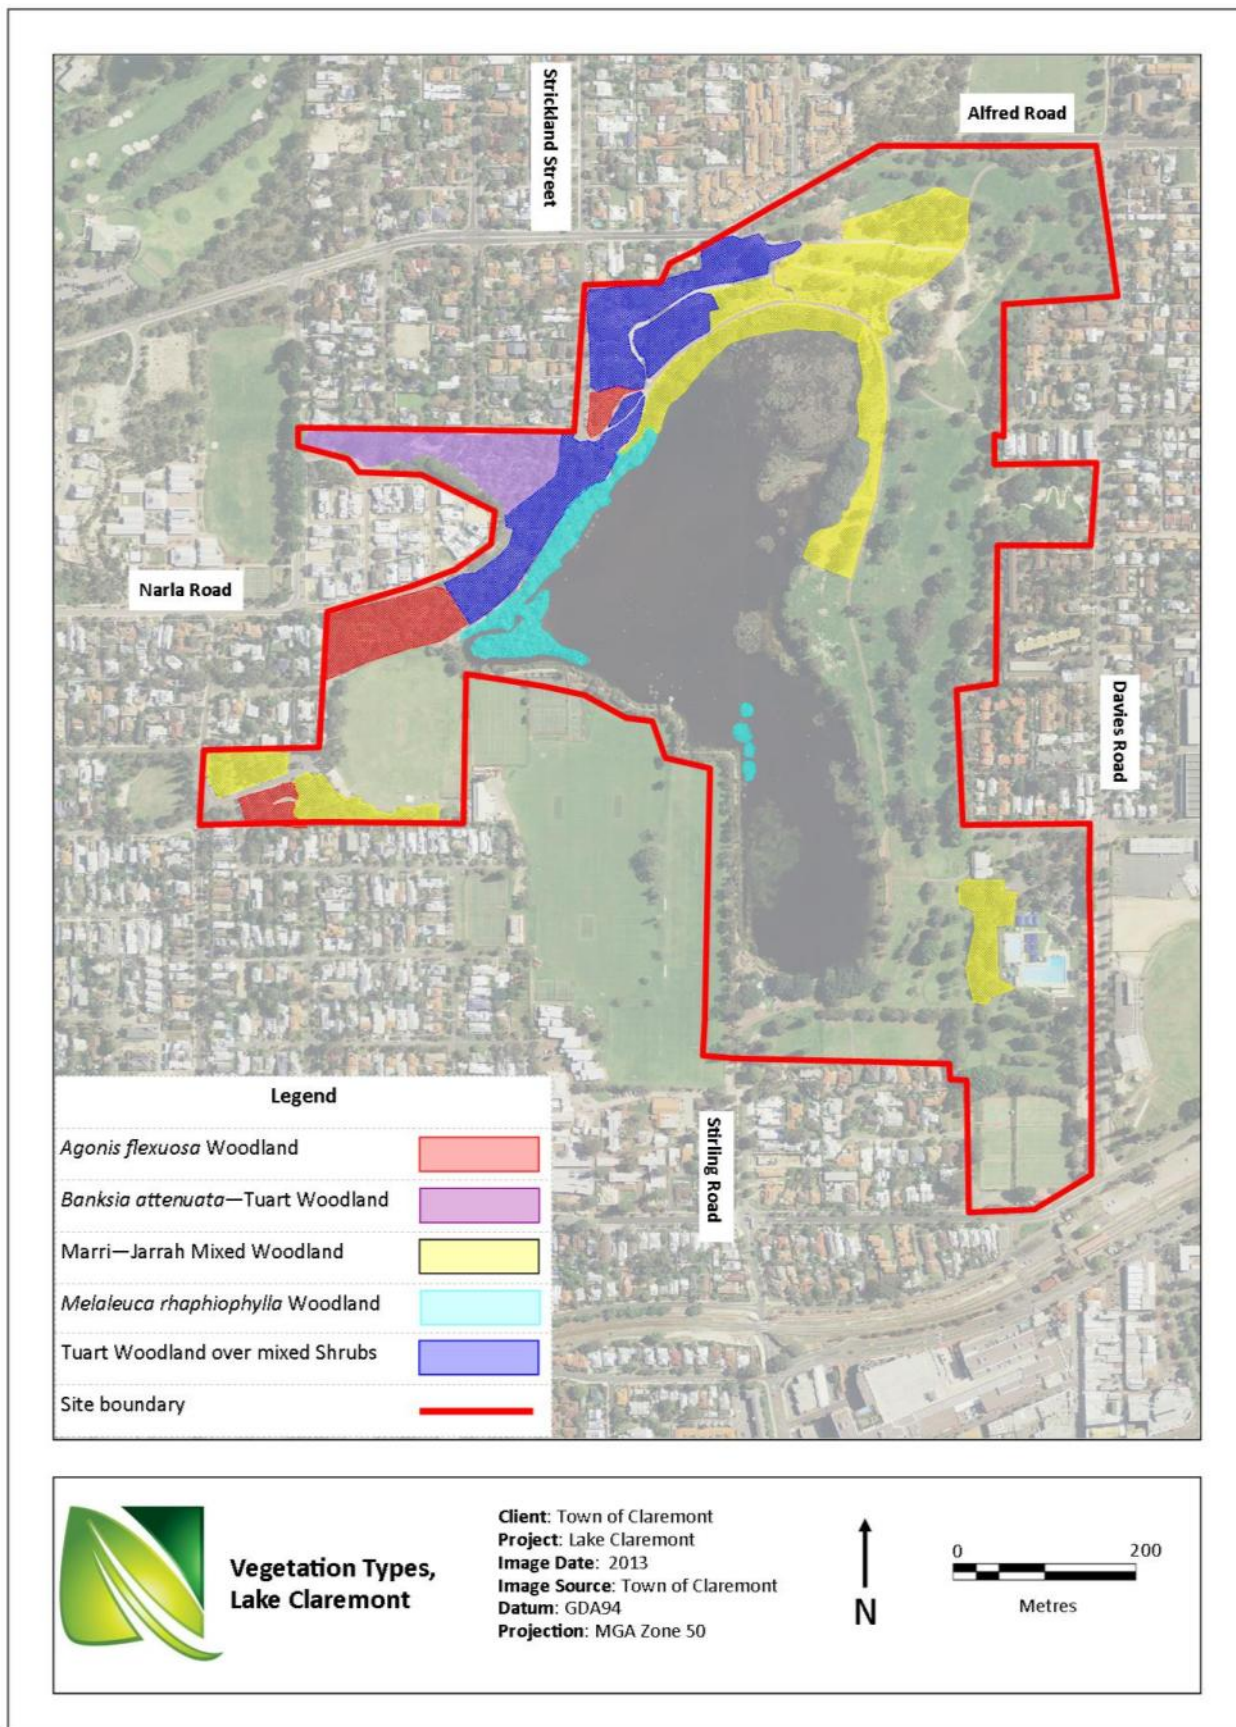 Alfred Road
Strickland Street
Narla Road
Davies Road
Stirling Road
Legend
Agonis flexuosa Woodland
Banksia attenuata—Tuart Woodland
Marri—Jarrah Mixed Woodland
Melaleuca rhaphiophylla Woodland
Tuart Woodland over mixed Shrubs
Site boundary
Vegetation Types,
Lake Claremont
Client: Town of Claremont
Project: Lake Claremont
Image Date: 2013
Image Source: Town of Claremont
Datum: GDA94
Projection: MGA Zone 50
N
0 200
Metres